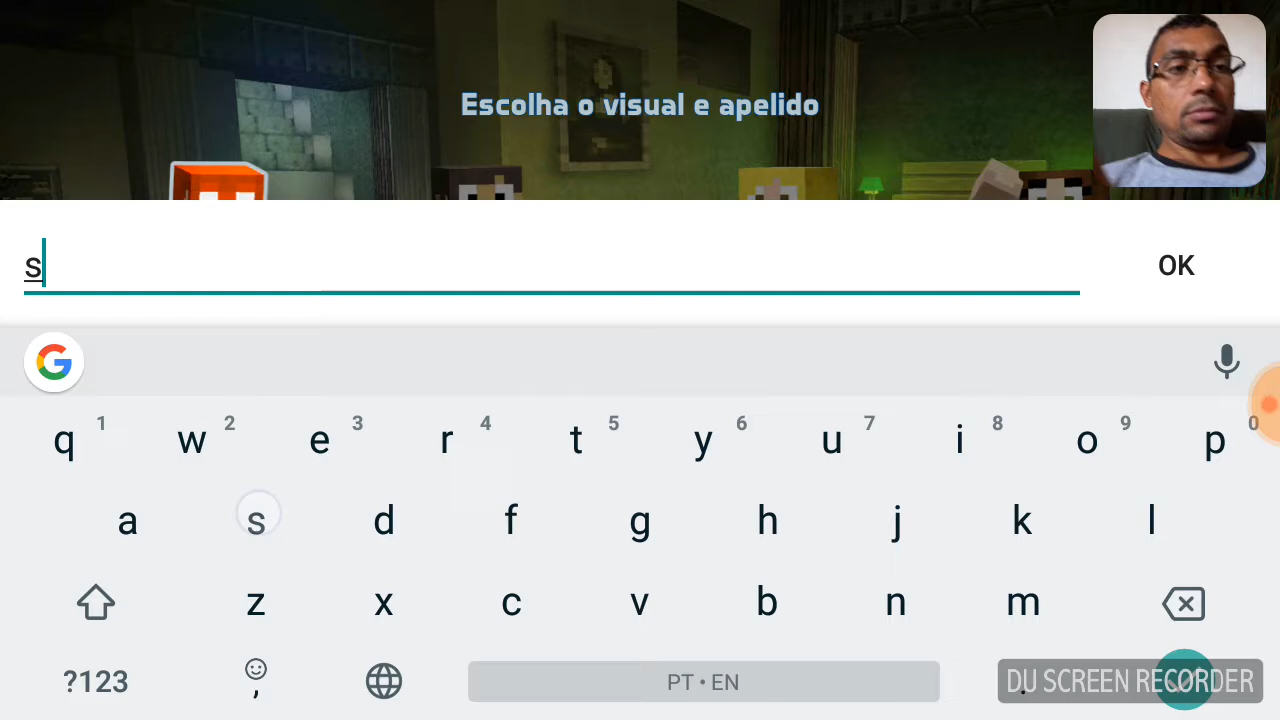 Escolha o visual e apelido
s
OK
G
q 1 w 2 e 3 r 4 t 5 y 6 u 7 i 8 o 9 p 0
a s d f g h j k l
z x c v b n m
?123 , PT • EN .
DU SCREEN RECORDER